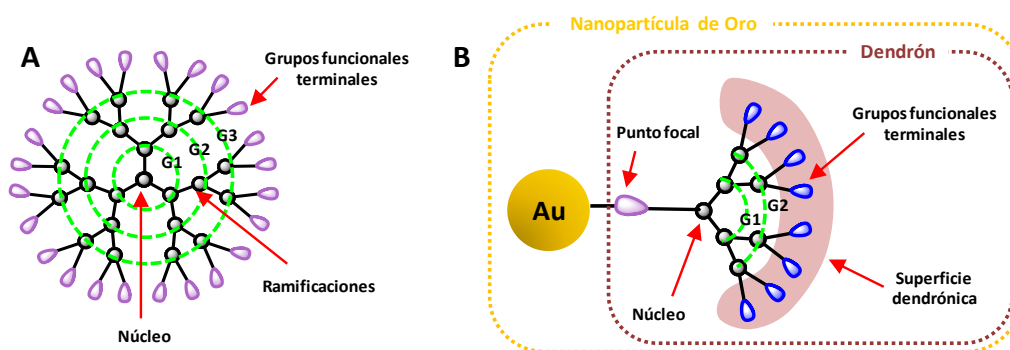 A
Grupos funcionales
terminales
G3
G2
G1
Ramificaciones
Núcleo
Nanopartícula de Oro
B
Dendrón
Punto focal
Grupos funcionales
terminales
Au
G1
G2
Núcleo
Superficie
dendrónica